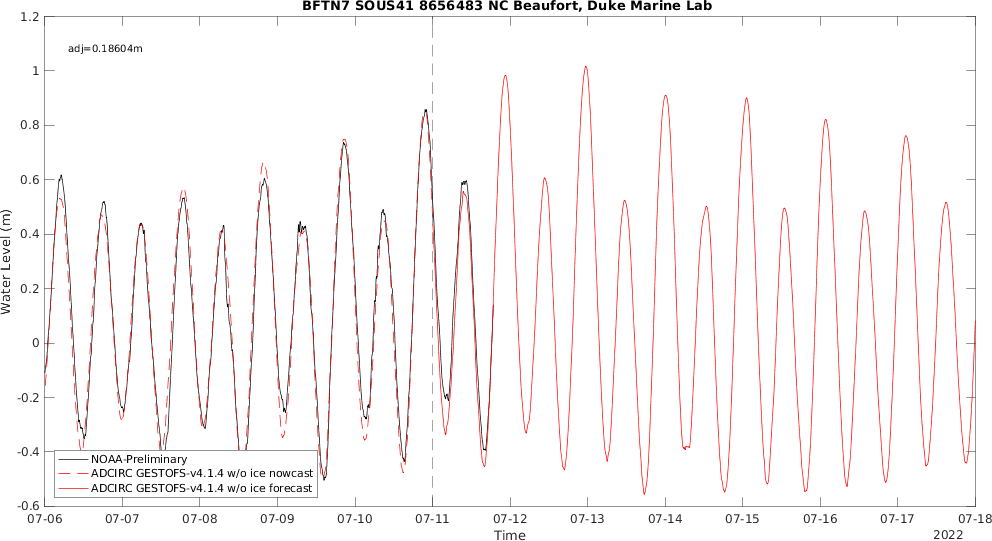 BFTN7 SOUS41 8656483 NC Beaufort, Duke Marine Lab
1.2
adj=0.18604m
1
0.8
0.6
0.4
0.2
0
-0.2
-0.4
-0.6
Water Level (m)
NOAA-Preliminary
ADCIRC GESTOFS-v4.1.4 w/o ice nowcast
ADCIRC GESTOFS-v4.1.4 w/o ice forecast
07-06 07-07 07-08 07-09 07-10 07-11 07-12 07-13 07-14 07-15 07-16 07-17 07-18
Time
2022